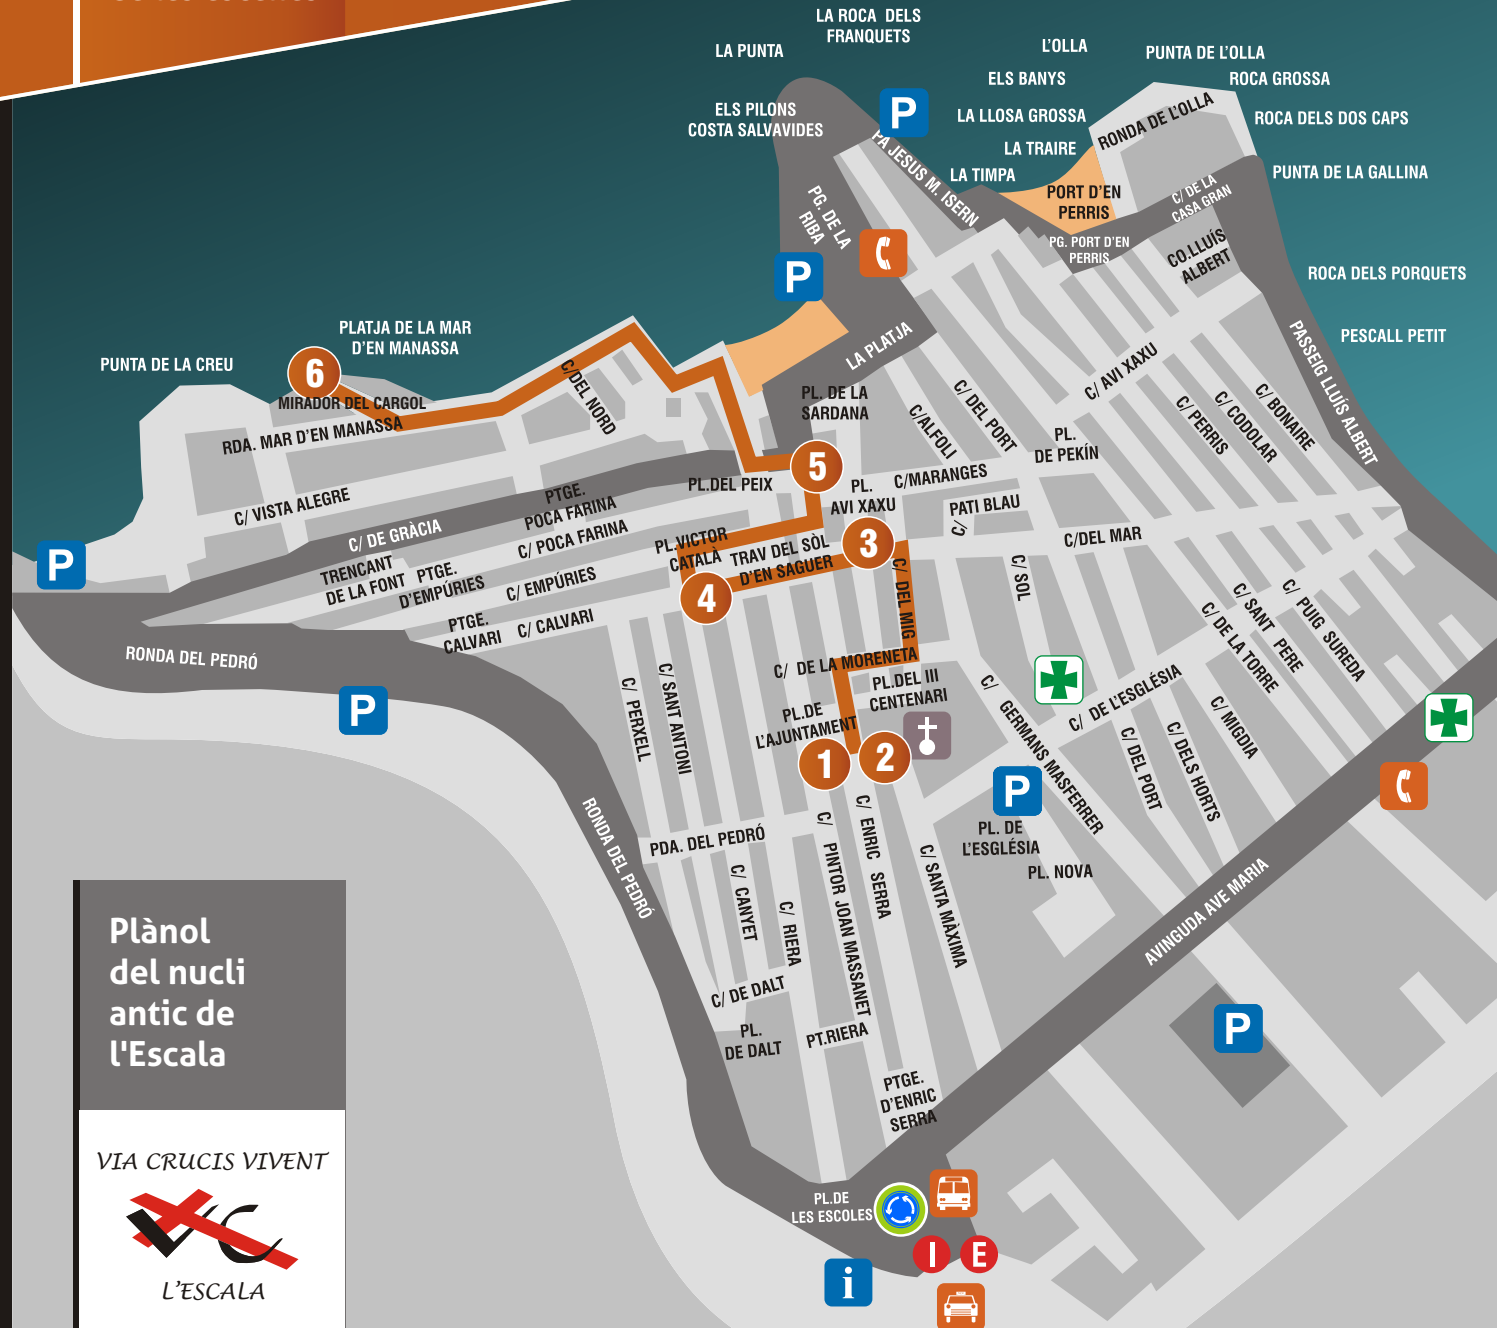 LA ROCA DELS
FRANQUETS
LA PUNTA
L'OLLA
PUNTA DE L'OLLA
ELS BANYS
ROCA GROSSA
ELS PILONS
COSTA SALVAVIDES
P
LA LLOSA GROSSA
RONDA DE L'OLLA
ROCA DELS DOS CAPS
LA TRAIRE
PA JESUS M. ISERN
LA TIMPA
PUNTA DE LA GALLINA
PORT D'EN
PERRIS
C/ DE LA
CASA GRAN
PG. DE LA
RIBA
PG. PORT D'EN
PERRIS
CO.LLUÍS
ALBERT
P
ROCA DELS PORQUETS
PLATJA DE LA MAR
D'EN MANASSA
LA PLATJA
PASSEIG LLUÍS ALBERT
PESCALL PETIT
PUNTA DE LA CREU
6
C/DEL NORD
C/ AVI XAXU
MIRADOR DEL CARGOL
RDA. MAR D'EN MANASSA
PL. DE LA
SARDANA
C/ALFOLI
C/ DEL PORT
C/ PERRIS
C/ CODOLAR
C/ BONAIRE
PL.
DE PEKÍN
5
PL.DEL PEIX
PL.
AVI XAXU
C/MARANGES
C/
PATI BLAU
C/ VISTA ALEGRE
PTGE.
POCA FARINA
C/ DE GRÀCIA
C/ POCA FARINA
PL.VICTOR
CATALÀ
TRAV DEL SÒL
D'EN SAGUER
3
C/DEL MAR
P
TRENCANT
DE LA FONT
PTGE.
D'EMPÚRIES
C/ EMPÚRIES
4
C/ DEL MIG
C/ SOL
PTGE.
CALVARI
C/ CALVARI
C/ DE LA TORRE
C/ SANT PERE
C/ PUIG SUREDA
RONDA DEL PEDRÓ
C/ DE LA MORENETA
P
C/ PERXELL
C/ SANT ANTONI
PL.DEL III
CENTENARI
PL.DE
L'AJUNTAMENT
C/ GERMANS MASFERRER
C/ DE L'ESGLÉSIA
C/ MIGDIA
1
2
C/ DEL PORT
C/ DELS HORTS
P
RONDA DEL PEDRÓ
PDA. DEL PEDRÓ
C/ PINTOR JOAN MASSANET
C/ ENRIC SERRA
PL. DE
L'ESGLÉSIA
C/ CANYET
C/ RIERA
C/ SANTA MÀXIMA
PL. NOVA
AVINGUDA AVE MARIA
Plànol
del nucli
antic de
l'Escala
C/ DE DALT
PL.
DE DALT
PT.RIERA
P
PTGE.
D'ENRIC
SERRA
VIA CRUCIS VIVENT
VC
L'ESCALA
PL.DE
LES ESCOLES
I
E
i